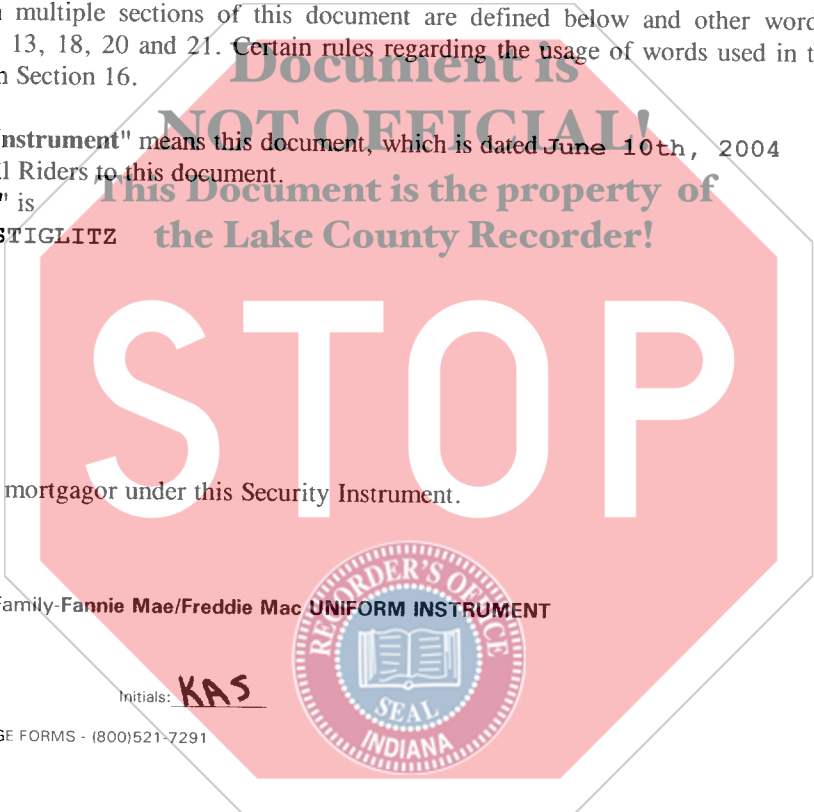 multiple sections of this document are defined below and other word
13, 18, 20 and 21. Certain rules regarding the usage of words used in t
Section 16.
Document is
NOT OFFICIAL!
nstrument" means this document, which is dated June 10th, 2004
l Riders to this document.
This Document is the property of
" is
STIGLITZ
the Lake County Recorder!
STOP
mortgagor under this Security Instrument.
Family-Fannie Mae/Freddie Mac UNIFORM INSTRUMENT
RECORDER'S OFFICE
SEAL
INDIANA
Initials: KAS
GE FORMS - (800)521-7291